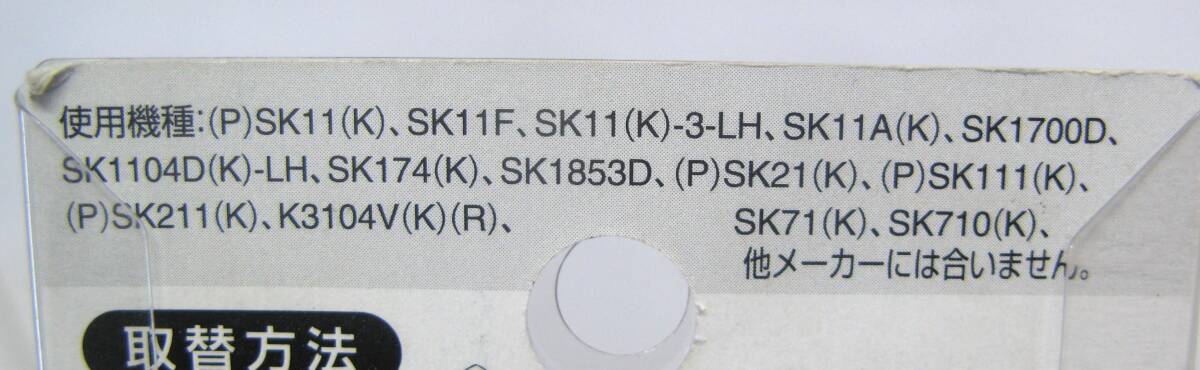 使用機種:(P)SK11(K)、SK11F、SK11(K)-3-LH、SK11A(K)、SK1700D、
SK1104D(K)-LH、SK174(K)、SK1853D、(P)SK21(K)、(P)SK111(K)、
(P)SK211(K)、K3104V(K)(R)、 SK71(K)、SK710(K)、
他メーカーには合いません。
取替方法